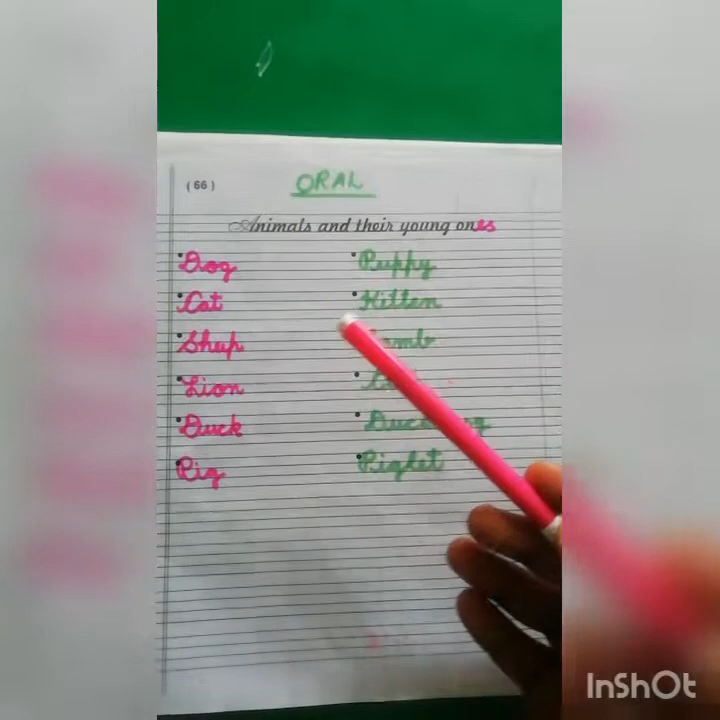 ( 66 )
ORAL
Animals and their young ones
Dog Puppy
Cat Kitten
Sheep
Lion
Duck
Pig Piglet
InShOt